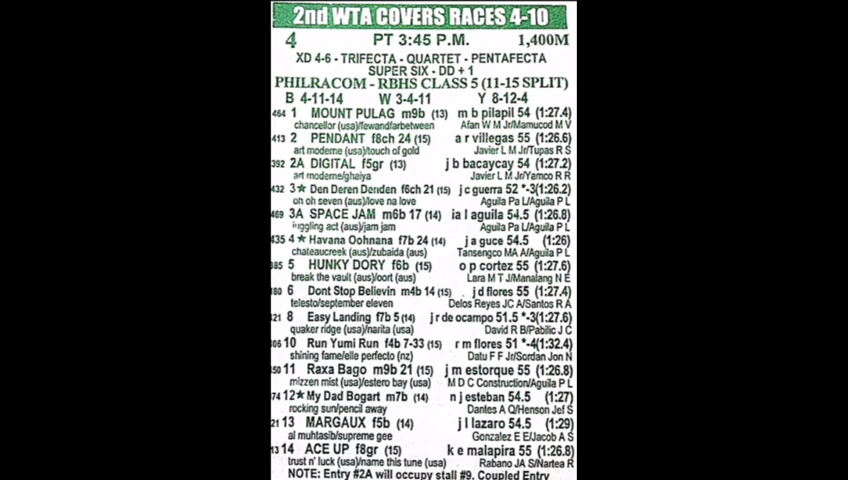 2nd WTA COVERS RACES 4-10
4 PT 3:45 P.M. 1,400M
XD 4-6 - TRIFECTA - QUARTET - PENTAFECTA
SUPER SIX - DD + 1
PHILRACOM - RBHS CLASS 5 (11-15 SPLIT)
B 4-11-14 W 3-4-11 Y 8-12-4
464 1 MOUNT PULAG m9b (13) m b pilapil 54 (1:27.4)
chancellor (usa)/fewandfarbetween Afan W M Jr/Mamucod M V
413 2 PENDANT f8ch 24 (15) a r villegas 55 (1:26.6)
art moderne (usa)/touch of gold Javier L M Jr/Tupas R S
392 2A DIGITAL f5gr (13) j b bacaycay 54 (1:27.2)
art moderne/ghaiya Javier L M Jr/Yamco R R
432 3★ Den Deren Denden f6ch 21 (15) j c guerra 52 *-3(1:26.2)
oh oh seven (aus)/love na love Aguila Pa L/Aguila P L
469 3A SPACE JAM m6b 17 (14) ia l aguila 54.5 (1:26.8)
juggling act (aus)/jam jam Aguila Pa L/Aguila P L
435 4★ Havana Oohnana f7b 24 (14) j a guce 54.5 (1:26)
chateaucreek (aus)/zubaida (aus) Tansengco MA A/Aguila P L
385 5 HUNKY DORY f6b (15) o p cortez 55 (1:27.6)
break the vault (aus)/oort (aus) Lara M T J/Manalang N E
6 Dont Stop Believin m4b 14 (15) j d flores 55 (1:27.4)
telesto/september eleven Delos Reyes JC A/Santos R A
21 8 Easy Landing f7b 5 (14) j r de ocampo 51.5 *-3(1:27.6)
quaker ridge (usa)/narita (usa) David R B/Pabilic J C
06 10 Run Yumi Run f4b 7-33 (15) r m flores 51 *-4(1:32.4)
shining fame/elle perfecto (nz) Datu F F Jr/Sordan Jon N
50 11 Raxa Bago m9b 21 (15) j m estorque 55 (1:26.8)
mizzen mist (usa)/estero bay (usa) M D C Construction/Aguila P L
74 12★ My Dad Bogart m7b (14) n j esteban 54.5 (1:27)
rocking sun/pencil away Dantes A Q/Henson Jef S
21 13 MARGAUX f5b (14) j l lazaro 54.5 (1:29)
al muhtasib/supreme gee Gonzalez E E/Jacob A S
13 14 ACE UP f8gr (15) k e malapira 55 (1:26.8)
trust n' luck (usa)/name this tune (usa) Rabano JA S/Nartea R
NOTE: Entry #2A will occupy stall #9. Coupled Entry